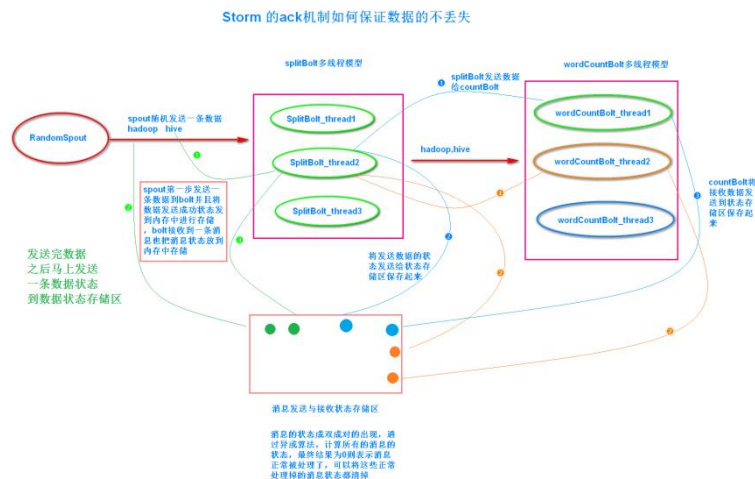 Storm 的ack机制如何保证数据的不丢失
splitBolt多线程模型
wordCountBolt多线程模型
❶ splitBolt发送数据
给countBolt
spout随机发送一条数据
hadoop hive
RandomSpout
SplitBolt_thread1
SplitBolt_thread2
SplitBolt_thread3
hadoop,hive
wordCountBolt_thread1
wordCountBolt_thread2
wordCountBolt_thread3
❶
❶
❷
❸
❷
❷
❸
❷
countBolt将
接收数据发
送到状态存
储区保存起
来
spout第一步发送一
条数据到bolt并且将
数据发送成功状态发
到内存中进行存储
，bolt接收到一条消
息也把消息状态放到
内存中存储
发送完数据
之后马上发送
一条数据状态
到数据状态存储区
将发送数据的状
态发送给状态存
储区保存起来
消息发送与接收状态存储区
消息的状态成双成对的出现，通
过异或算法，计算所有的消息的
状态，最终结果为0则表示消息
正常被处理了，可以将这些正常
处理掉的消息状态都清掉